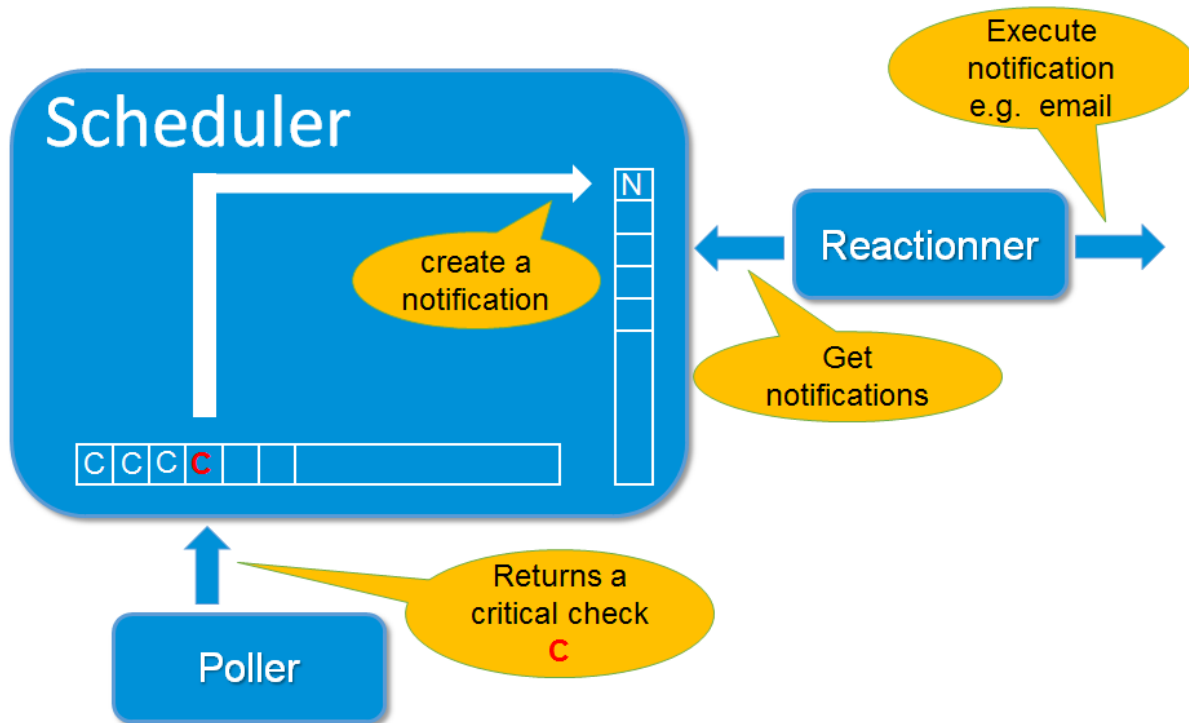 Execute
notification
e.g. email
Scheduler
N
Reactionner
create a
notification
Get
notifications
C C C C
Returns a
critical check
C
Poller